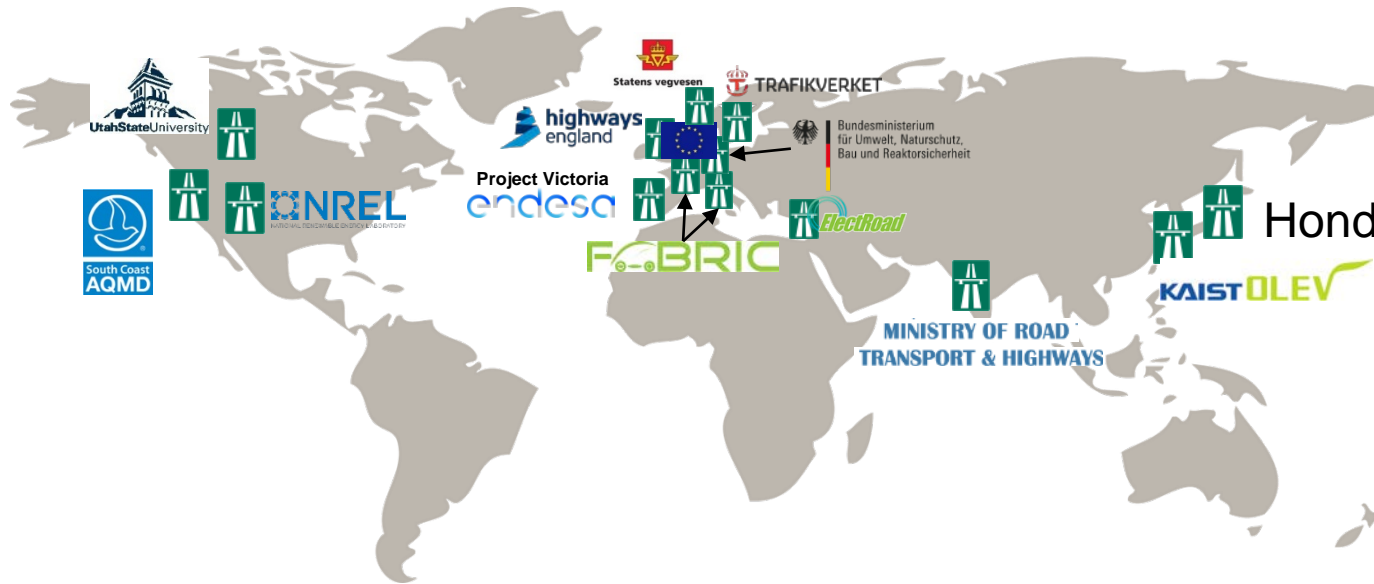 UtahStateUniversity
South Coast
AQMD
NREL
NATIONAL RENEWABLE ENERGY LABORATORY
Statens vegvesen
TRAFIKVERKET
highways
england
Bundesministerium
für Umwelt, Naturschutz,
Bau und Reaktorsicherheit
Project Victoria
endesa
FABRIC
ElectRoad
Hond
KAIST OLEV
MINISTRY OF ROAD
TRANSPORT & HIGHWAYS